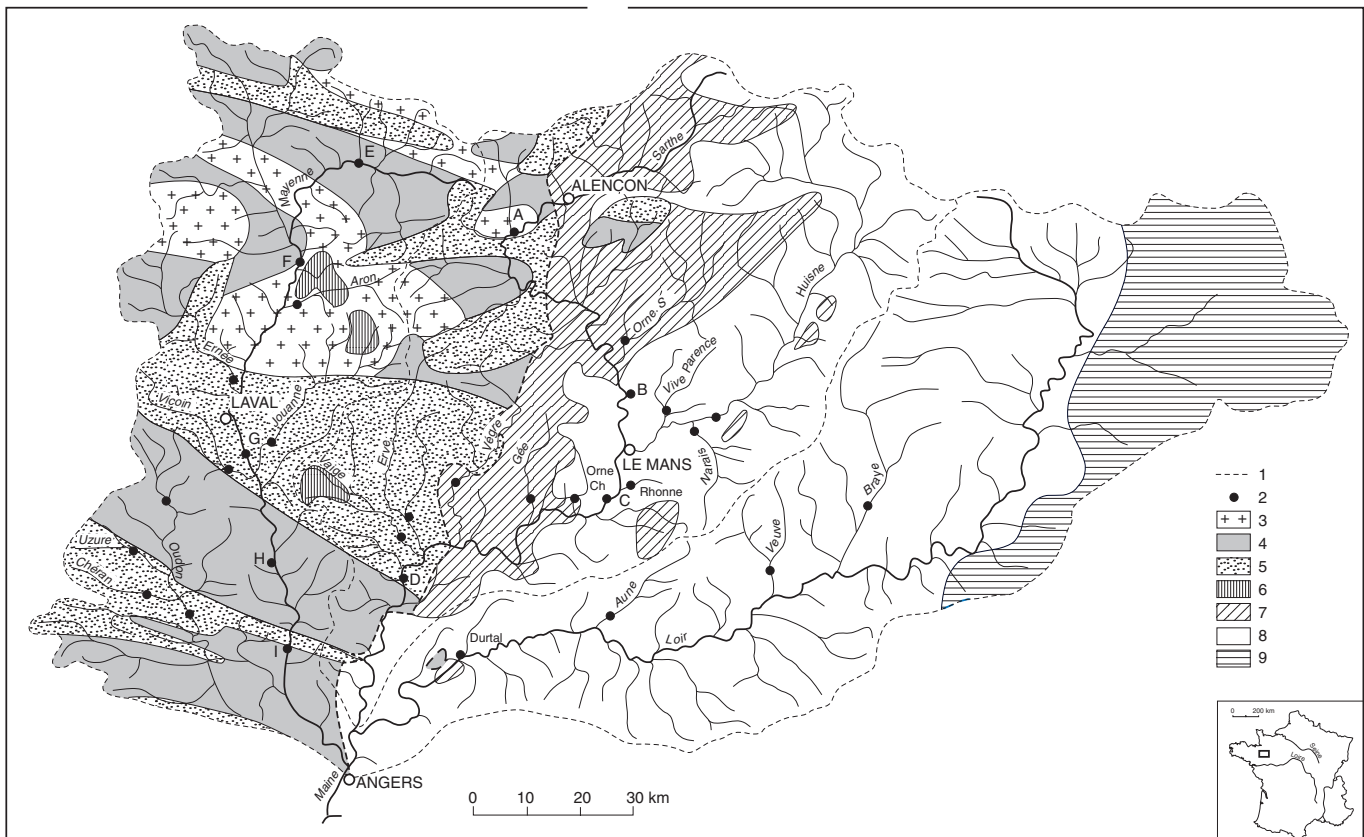 E
Sarthe
Mayenne
ALENÇON
A
F
Aron
Huisne
Orne. S
Ernée
Vive Parence
B
LAVAL
Vicoin
Jouanne
G
Erve
Vègre
Gée
LE MANS
Narais
Vaige
Orne
Ch
C
Rhonne
Braye
Uzure
Oudon
H
Veuve
Chéran
D
Aune
Durtal
Loir
I
Maine
ANGERS
0 10 20 30 km
1
2
3
4
5
6
7
8
9
0 200 km
Seine
Loire